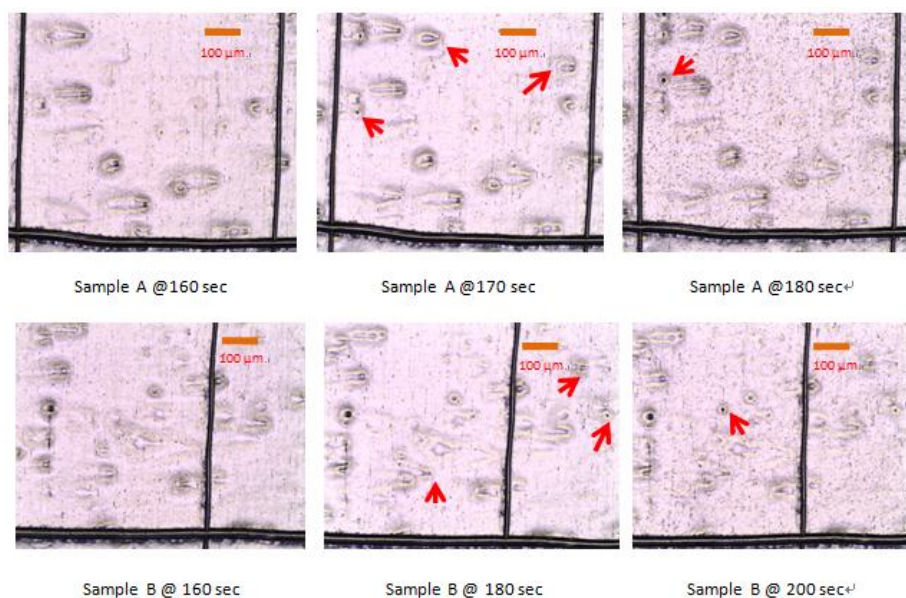 100 µm.
100 µm.
100 µm.
Sample A @160 sec
Sample A @170 sec
Sample A @180 sec↵
100 µm.
100 µm.
100 µm.
Sample B @ 160 sec
Sample B @ 180 sec
Sample B @ 200 sec↵